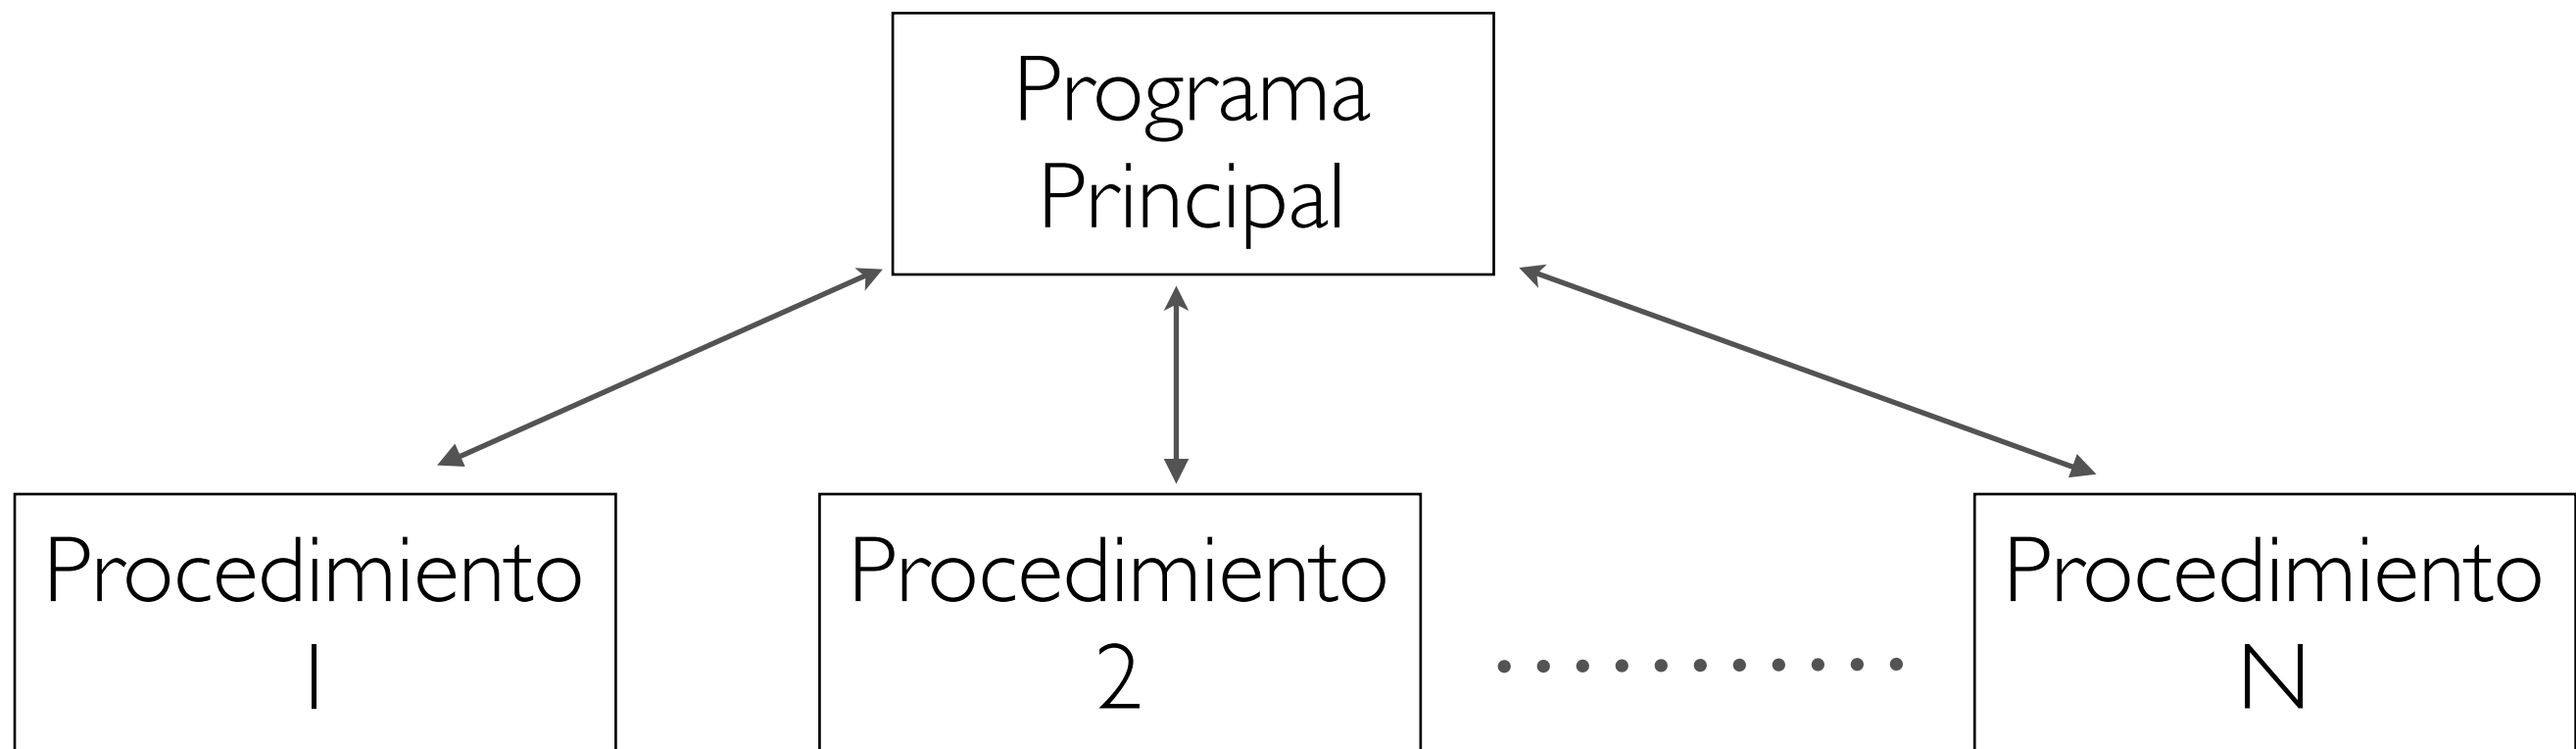 Programa
Principal
Procedimiento
1
Procedimiento
2
Procedimiento
N